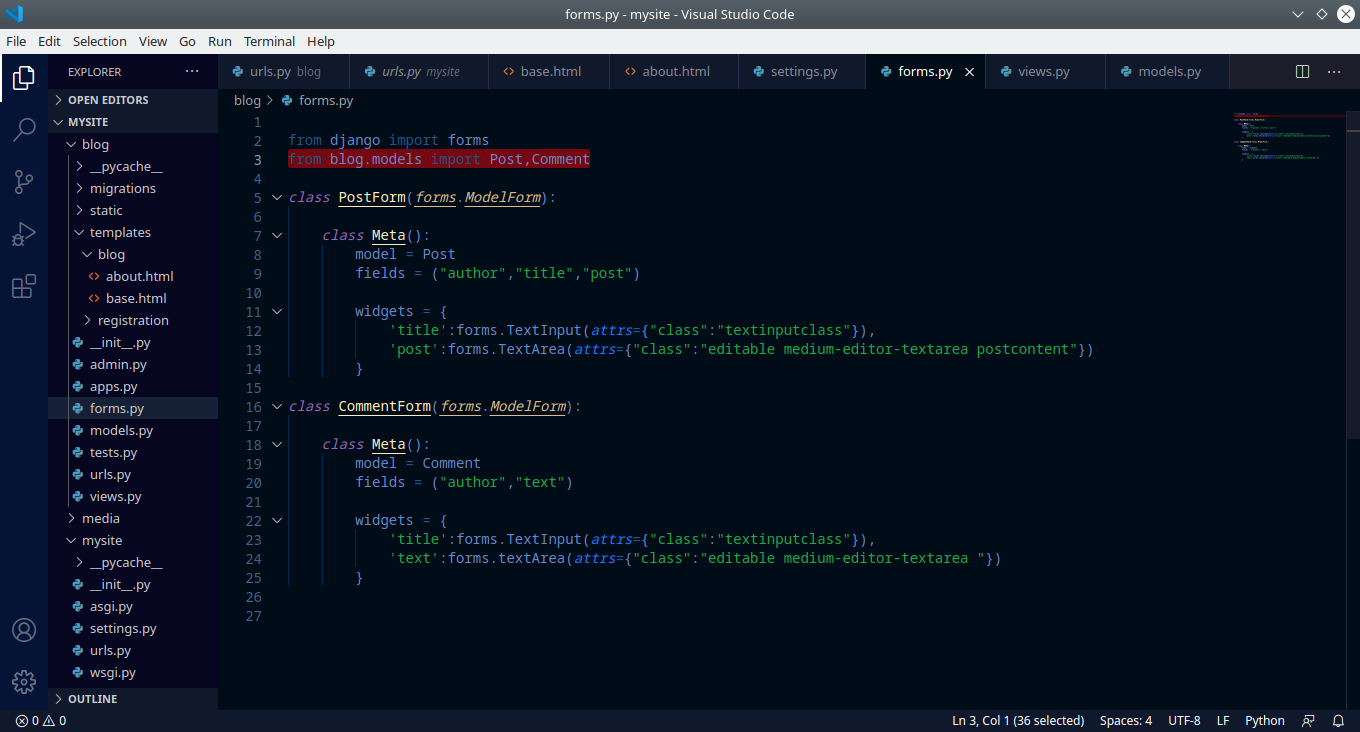 forms.py - mysite - Visual Studio Code
File Edit Selection View Go Run Terminal Help
EXPLORER
OPEN EDITORS
MYSITE
blog
__pycache__
migrations
static
templates
blog
about.html
base.html
registration
__init__.py
admin.py
apps.py
forms.py
models.py
tests.py
urls.py
views.py
media
mysite
__pycache__
__init__.py
asgi.py
settings.py
urls.py
wsgi.py
OUTLINE
urls.py blog urls.py mysite base.html about.html settings.py forms.py views.py models.py
blog forms.py
1
2 from django import forms
3 from blog.models import Post,Comment
4
5 class PostForm(forms.ModelForm):
6
7     class Meta():
8         model = Post
9         fields = ("author","title","post")
10
11         widgets = {
12             'title':forms.TextInput(attrs={"class":"textinputclass"}),
13             'post':forms.TextArea(attrs={"class":"editable medium-editor-textarea postcontent"})
14         }
15
16 class CommentForm(forms.ModelForm):
17
18     class Meta():
19         model = Comment
20         fields = ("author","text")
21
22         widgets = {
23             'title':forms.TextInput(attrs={"class":"textinputclass"}),
24             'text':forms.textArea(attrs={"class":"editable medium-editor-textarea "})
25         }
26
27
0 0 Ln 3, Col 1 (36 selected) Spaces: 4 UTF-8 LF Python